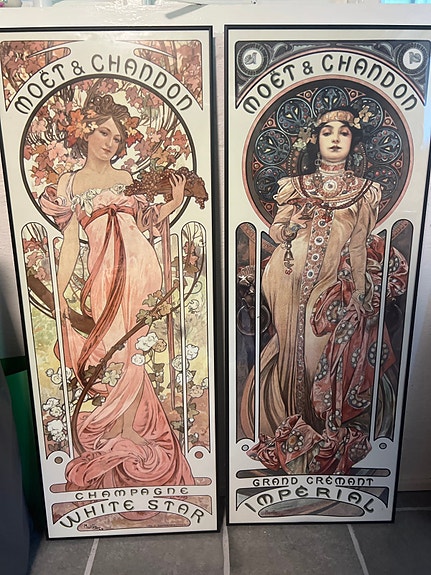 MOËT & CHANDON
CHAMPAGNE
WHITE STAR
MOËT & CHANDON
GRAND CRÉMANT
IMPÉRIAL